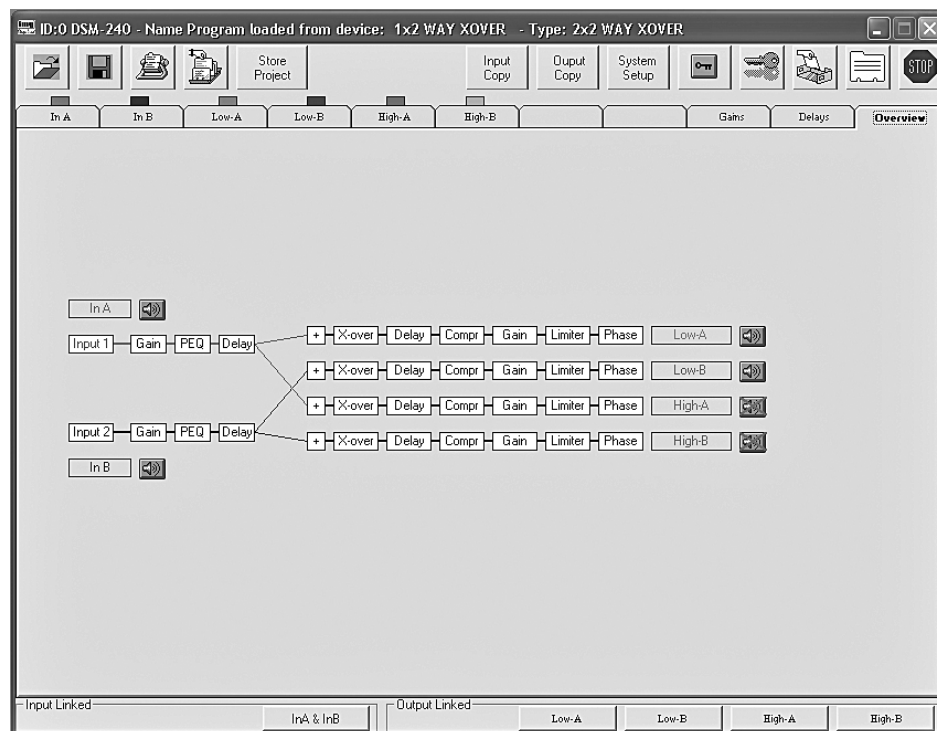 ID:0 DSM-240 - Name Program loaded from device: 1x2 WAY XOVER - Type: 2x2 WAY XOVER
Store
Project
Input
Copy
Ouput
Copy
System
Setup
STOP
In A In B Low-A Low-B High-A High-B Gains Delays Overview
In A
Input 1 Gain PEQ Delay
+ X-over Delay Compr Gain Limiter Phase Low-A
+ X-over Delay Compr Gain Limiter Phase Low-B
+ X-over Delay Compr Gain Limiter Phase High-A
Input 2 Gain PEQ Delay
+ X-over Delay Compr Gain Limiter Phase High-B
In B
Input Linked Output Linked
InA & InB Low-A Low-B High-A High-B